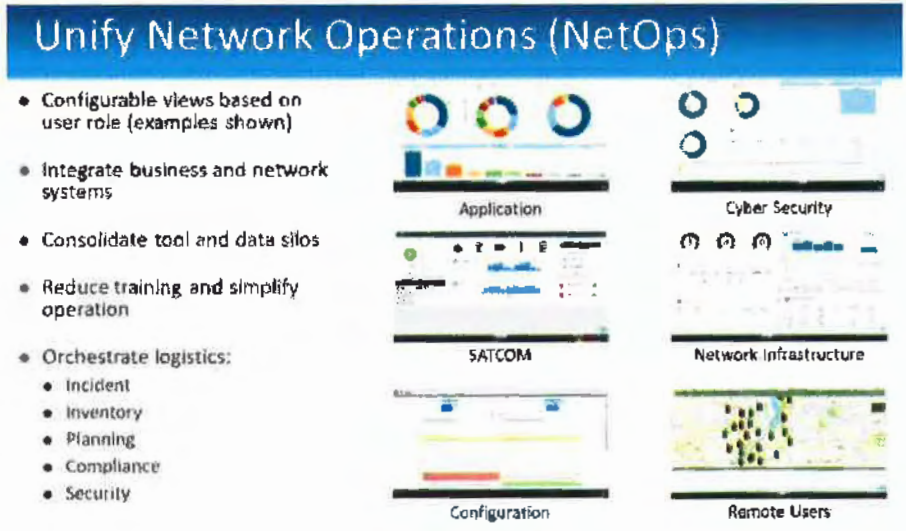 Unify Network Operations (NetOps)
● Configurable views based on
user role (examples shown)
● Integrate business and network
systems
● Consolidate tool and data silos
● Reduce training and simplify
operation
● Orchestrate logistics:
● Incident
● Inventory
● Planning
● Compliance
● Security
Application
Cyber Security
SATCOM
Network Infrastructure
Configuration
Remote Users